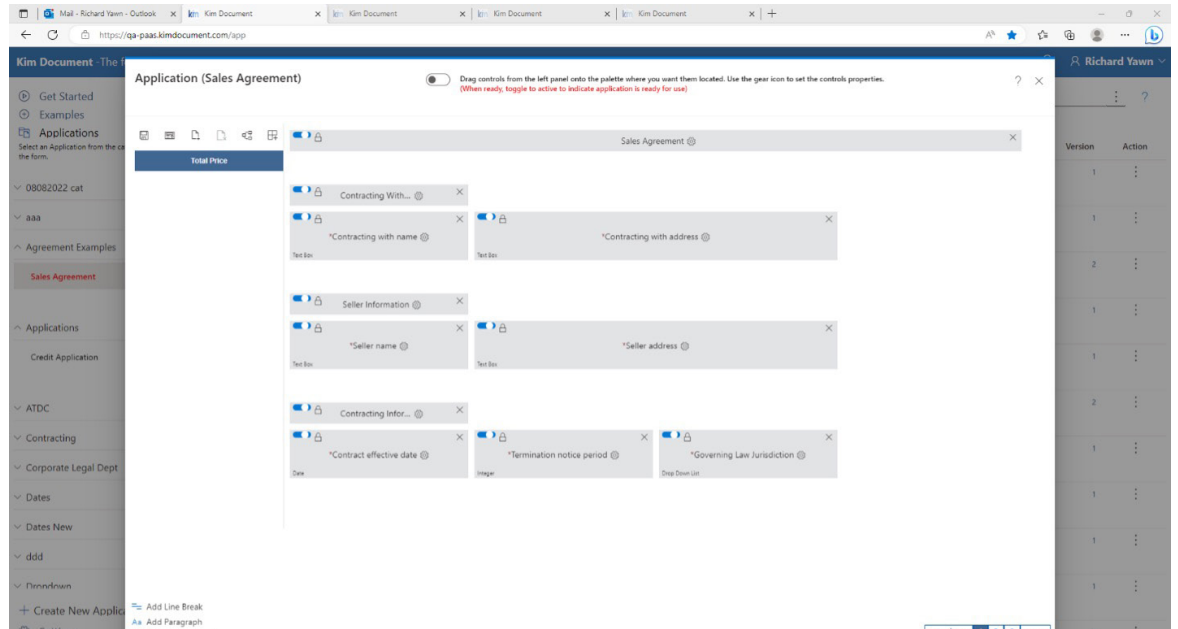 Mail - Richard Yawn - Outlook
kim Kim Document
kim Kim Document
kim Kim Document
kim Kim Document
https://qa-paas.kimdocument.com/app
Kim Document -The f
Richard Yawn
Application (Sales Agreement)
Drag controls from the left panel onto the palette where you want them located. Use the gear icon to set the controls properties.
(When ready, toggle to active to indicate application is ready for use)
Get Started
Examples
Applications
Select an Application from the ca
the form.
Version Action
Total Price
Sales Agreement
1
08082022 cat
Contracting With...
aaa
1
*Contracting with name
*Contracting with address
Text Box
Text Box
Agreement Examples
2
Sales Agreement
Seller Information
1
Applications
*Seller name
*Seller address
Text Box
Text Box
Credit Application
1
ATDC
2
Contracting Infor...
Contracting
*Contract effective date
*Termination notice period
*Governing Law Jurisdiction
1
Date
Integer
Drop Down List
Corporate Legal Dept
Dates
1
Dates New
1
ddd
Dropdown
1
Create New Applica
Add Line Break
Aa Add Paragraph